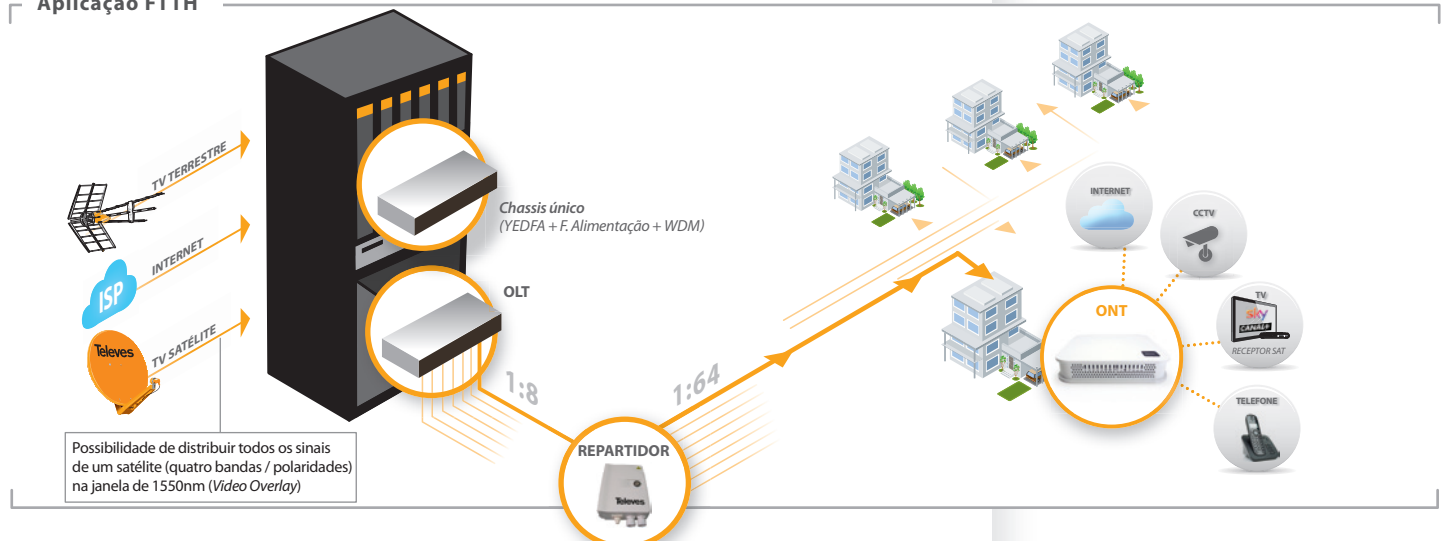 Aplicação FTTH
TV TERRESTRE
INTERNET
ISP
Televes
TV SATÉLITE
Possibilidade de distribuir todos os sinais
de um satélite (quatro bandas / polaridades)
na janela de 1550nm (Video Overlay)
Chassis único
(YEDFA + F. Alimentação + WDM)
OLT
1:8
REPARTIDOR
Televes
1:64
INTERNET
CCTV
ONT
TV
sky
CANAL+
RECEPTOR SAT
TELEFONE